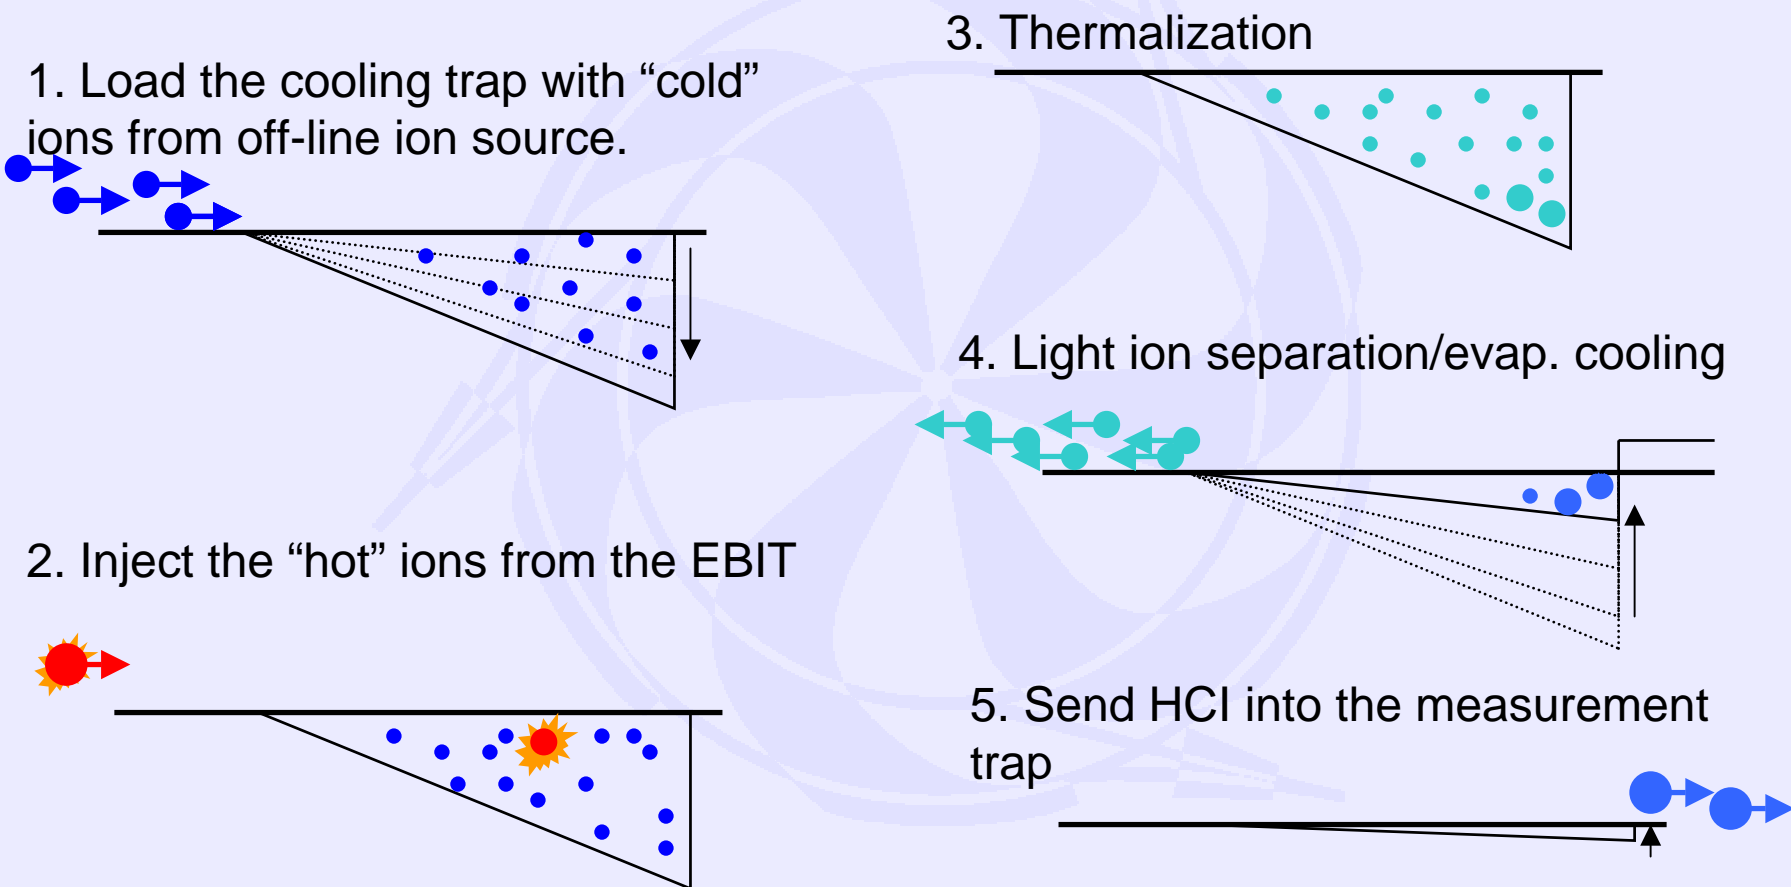 1. Load the cooling trap with “cold”
ions from off-line ion source.
2. Inject the “hot” ions from the EBIT
3. Thermalization
4. Light ion separation/evap. cooling
5. Send HCI into the measurement
trap